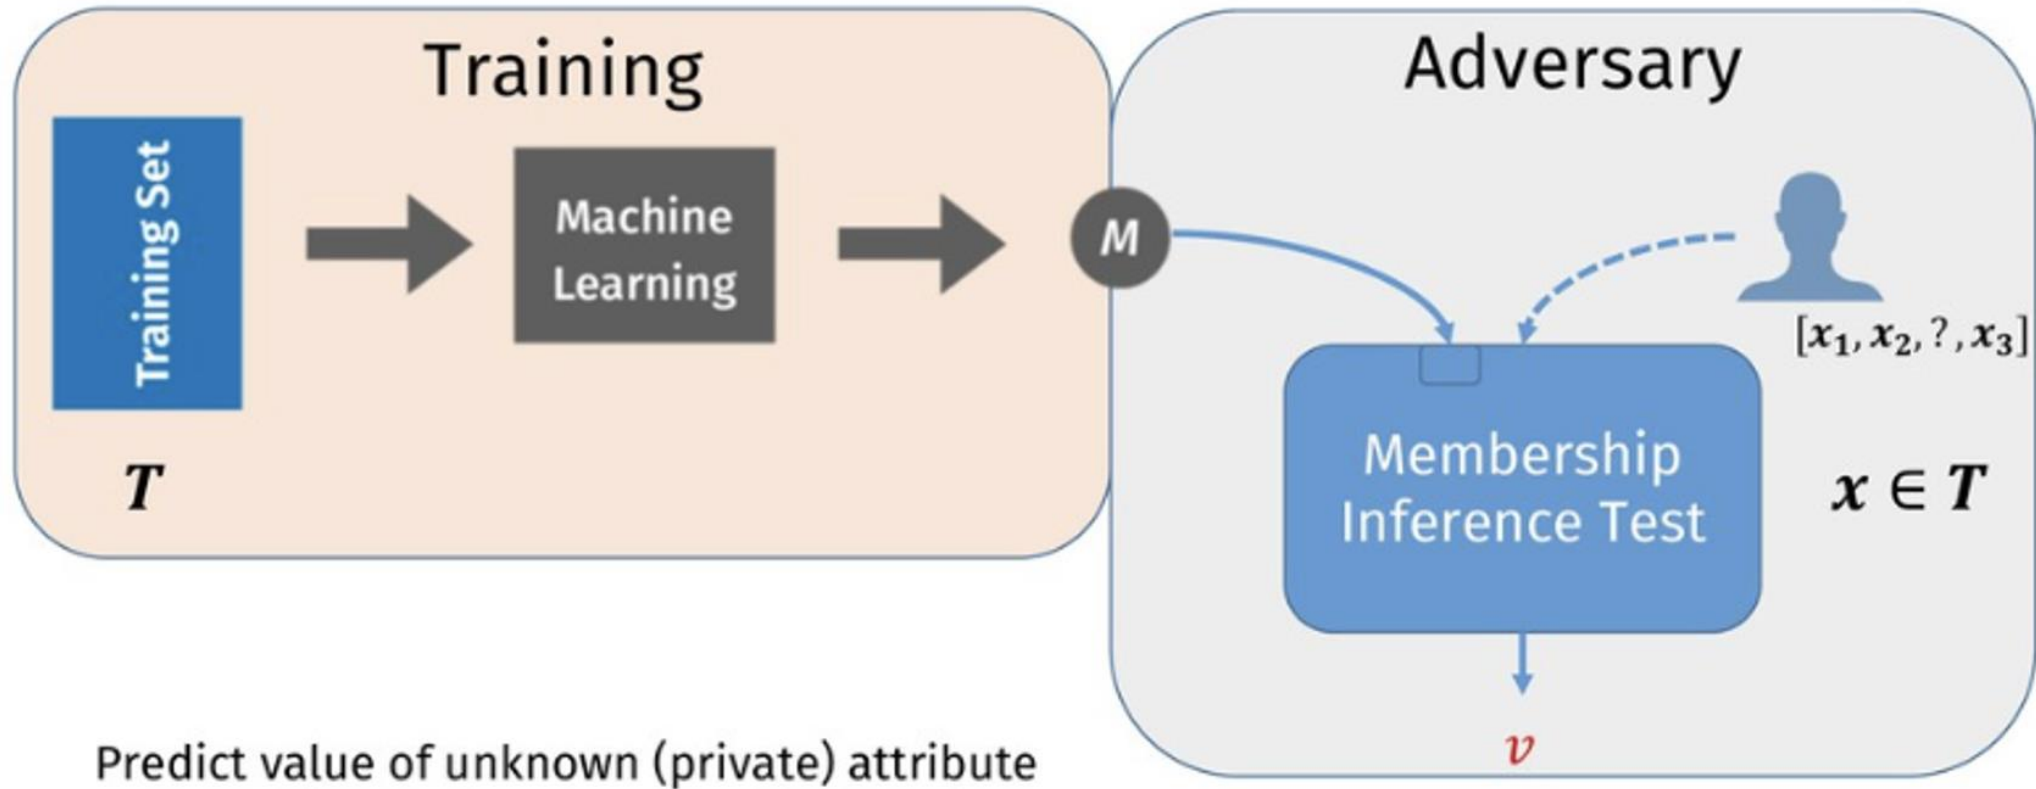 Training
Adversary
Training Set
Machine
Learning
M
[x₁, x₂, ?, x₃]
T
Membership
Inference Test
x ∈ T
v
Predict value of unknown (private) attribute